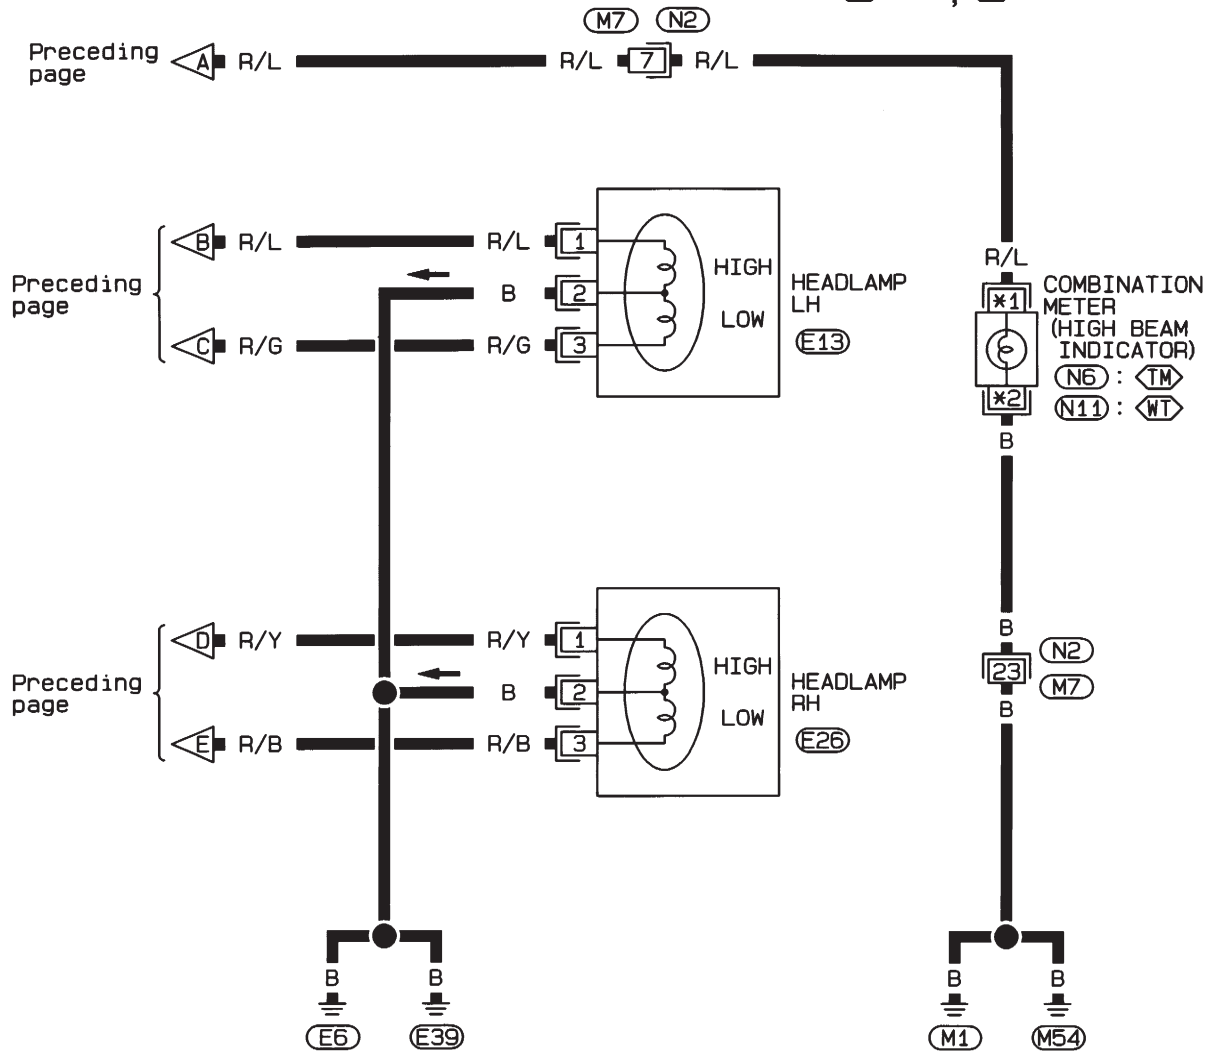 M7 N2
Preceding
page
A R/L R/L 7 R/L
Preceding
page
B R/L R/L 1
B 2
C R/G R/G 3
HIGH
LOW
HEADLAMP
LH
E13
R/L
*1
*2
COMBINATION
METER
(HIGH BEAM
INDICATOR)
N6 : TM
N11 : WT
B
Preceding
page
D R/Y R/Y 1
B 2
E R/B R/B 3
HIGH
LOW
HEADLAMP
RH
E26
B
23
N2
M7
B
B B B B
E6 E39 M1 M54